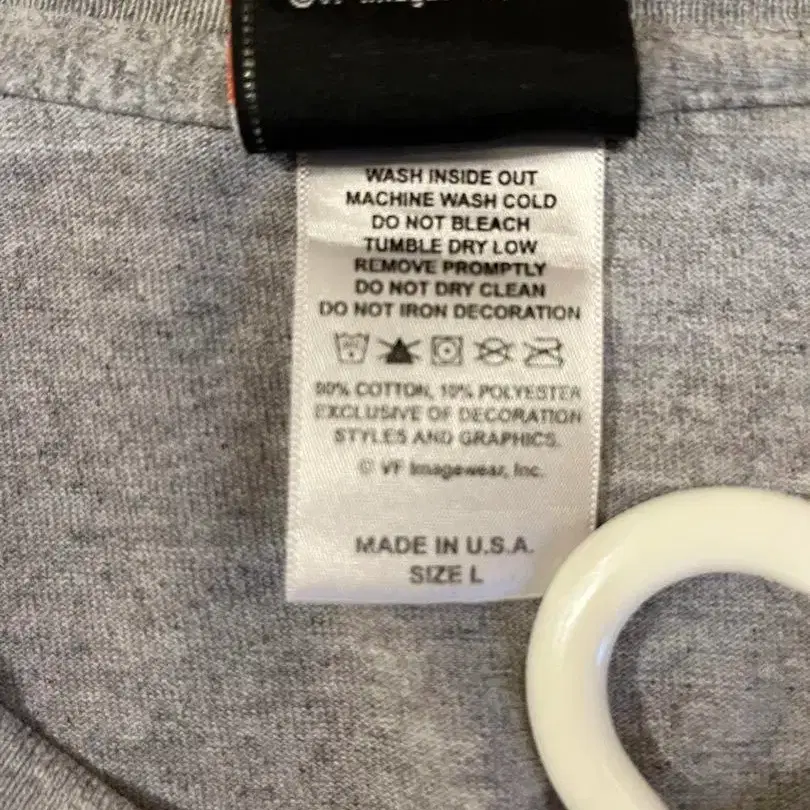 © VF Image
WASH INSIDE OUT
MACHINE WASH COLD
DO NOT BLEACH
TUMBLE DRY LOW
REMOVE PROMPTLY
DO NOT DRY CLEAN
DO NOT IRON DECORATION
90% COTTON, 10% POLYESTER
EXCLUSIVE OF DECORATION
STYLES AND GRAPHICS.
© VF Imagewear, Inc.
MADE IN U.S.A.
SIZE L